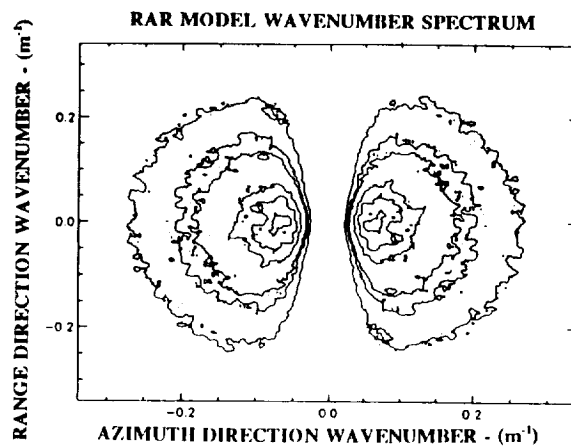 RAR MODEL WAVENUMBER SPECTRUM
RANGE DIRECTION WAVENUMBER - (m⁻¹)
0.2
0.0
-0.2
-0.2
0.0
0.2
AZIMUTH DIRECTION WAVENUMBER - (m⁻¹)